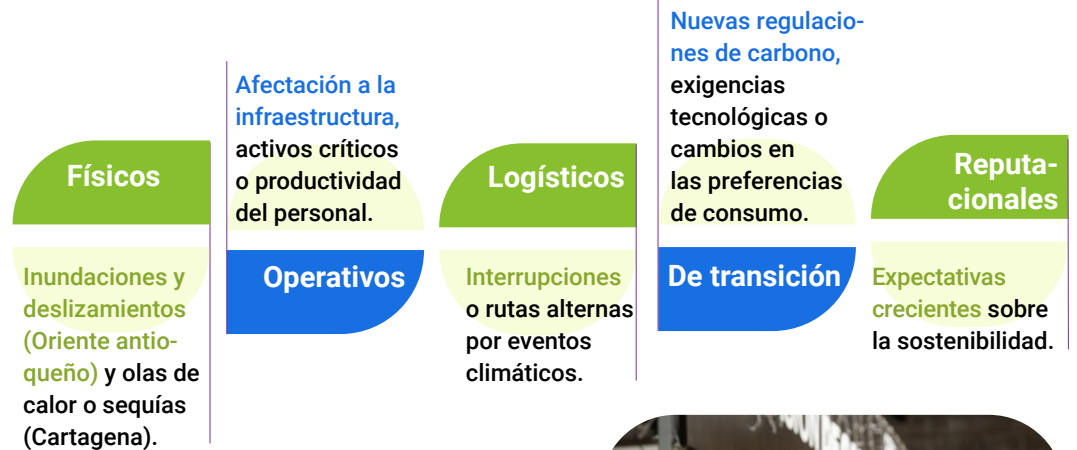 Físicos
Inundaciones y
deslizamientos
(Oriente antio-
queño) y olas de
calor o sequías
(Cartagena).
Afectación a la
infraestructura,
activos críticos
o productividad
del personal.
Operativos
Logísticos
Interrupciones
o rutas alternas
por eventos
climáticos.
Nuevas regulacio-
nes de carbono,
exigencias
tecnológicas o
cambios en
las preferencias
de consumo.
De transición
Reputa-
cionales
Expectativas
crecientes sobre
la sostenibilidad.